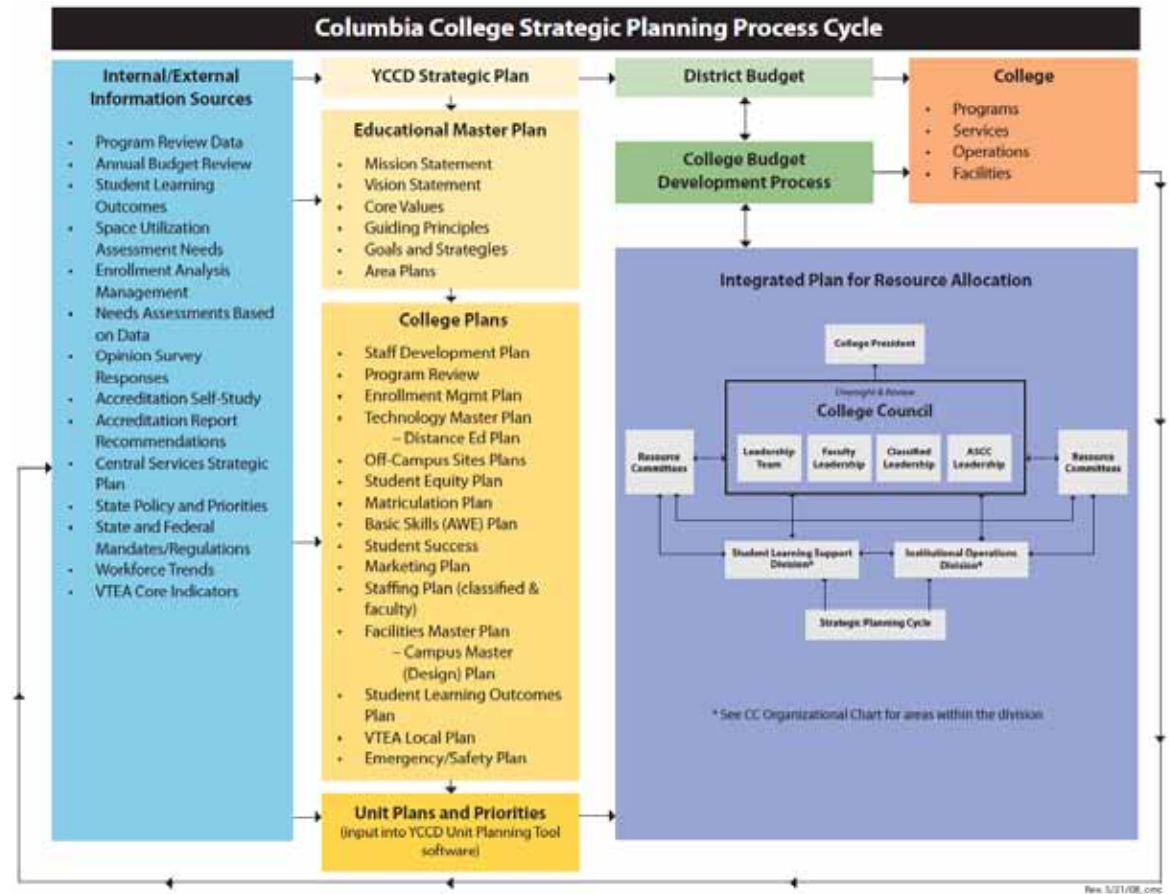 Columbia College Strategic Planning Process Cycle
Internal/External
Information Sources
• Program Review Data
• Annual Budget Review
• Student Learning
Outcomes
• Space Utilization
Assessment Needs
• Enrollment Analysis
Management
• Needs Assessments Based
on Data
• Opinion Survey
Responses
• Accreditation Self-Study
• Accreditation Report
Recommendations
• Central Services Strategic
Plan
• State Policy and Priorities
• State and Federal
Mandates/Regulations
• Workforce Trends
• VTEA Core Indicators
YCCD Strategic Plan
Educational Master Plan
• Mission Statement
• Vision Statement
• Core Values
• Guiding Principles
• Goals and Strategies
• Area Plans
College Plans
• Staff Development Plan
• Program Review
• Enrollment Mgmt Plan
• Technology Master Plan
– Distance Ed Plan
• Off-Campus Sites Plans
• Student Equity Plan
• Matriculation Plan
• Basic Skills (AWE) Plan
• Student Success
• Marketing Plan
• Staffing Plan (classified &
faculty)
• Facilities Master Plan
– Campus Master
(Design) Plan
• Student Learning Outcomes
Plan
• VTEA Local Plan
• Emergency/Safety Plan
Unit Plans and Priorities
(input into YCCD Unit Planning Tool
software)
District Budget
College Budget
Development Process
College
• Programs
• Services
• Operations
• Facilities
Integrated Plan for Resource Allocation
College President
Oversight & Review
College Council
Leadership
Team
Faculty
Leadership
Classified
Leadership
ASCC
Leadership
Resource
Committees
Resource
Committees
Student Learning Support
Division*
Institutional Operations
Division*
Strategic Planning Cycle
* See CC Organizational Chart for areas within the division
Rev. 5/21/08, cmc